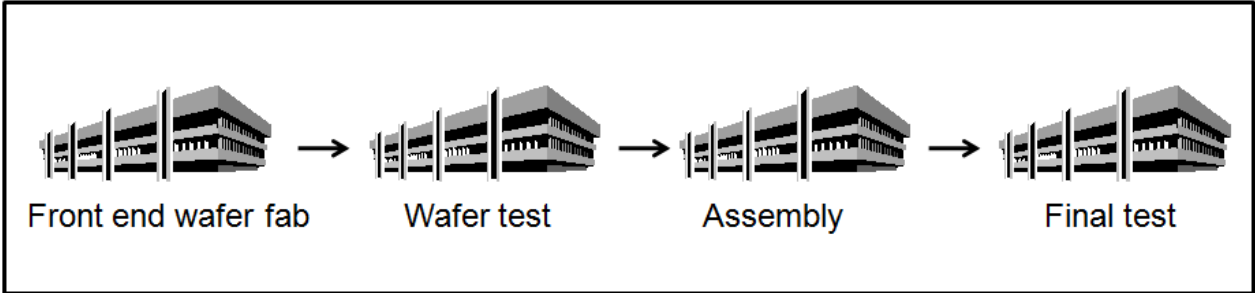 Front end wafer fab
Wafer test
Assembly
Final test